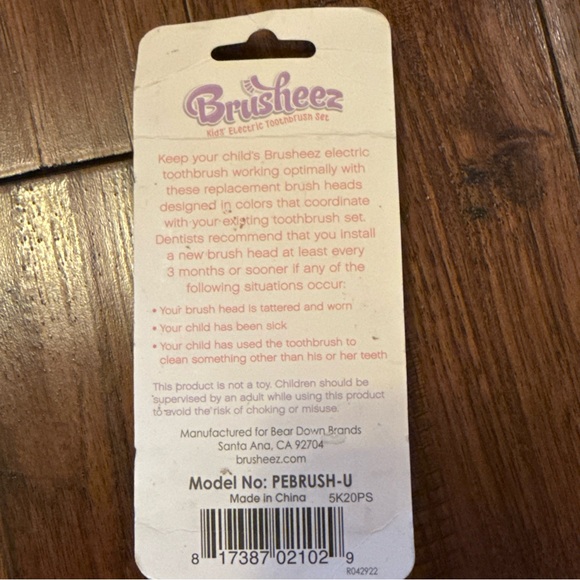 Brusheez
Kids' Electric Toothbrush Set
Keep your child's Brusheez electric
toothbrush working optimally with
these replacement brush heads
designed in colors that coordinate
with your existing toothbrush set.
Dentists recommend that you install
a new brush head at least every
3 months or sooner if any of the
following situations occur:
• Your brush head is tattered and worn
• Your child has been sick
• Your child has used the toothbrush to
clean something other than his or her teeth
This product is not a toy. Children should be
supervised by an adult while using this product
to avoid the risk of choking or misuse.
Manufactured for Bear Down Brands
Santa Ana, CA 92704
brusheez.com
Model No: PEBRUSH-U
Made in China 5K20PS
8 17387 02102 9
R042922